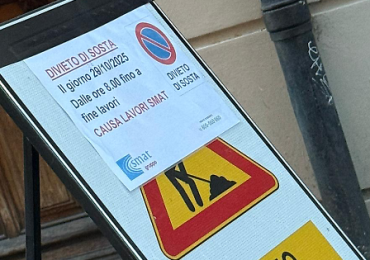 DIVIETO DI SOSTA
Il giorno 29/10/2025
Dalle ore 8,00 fino a
fine lavori
CAUSA LAVORI SMAT
DIVIETO
DI SOSTA
smat
gruppo